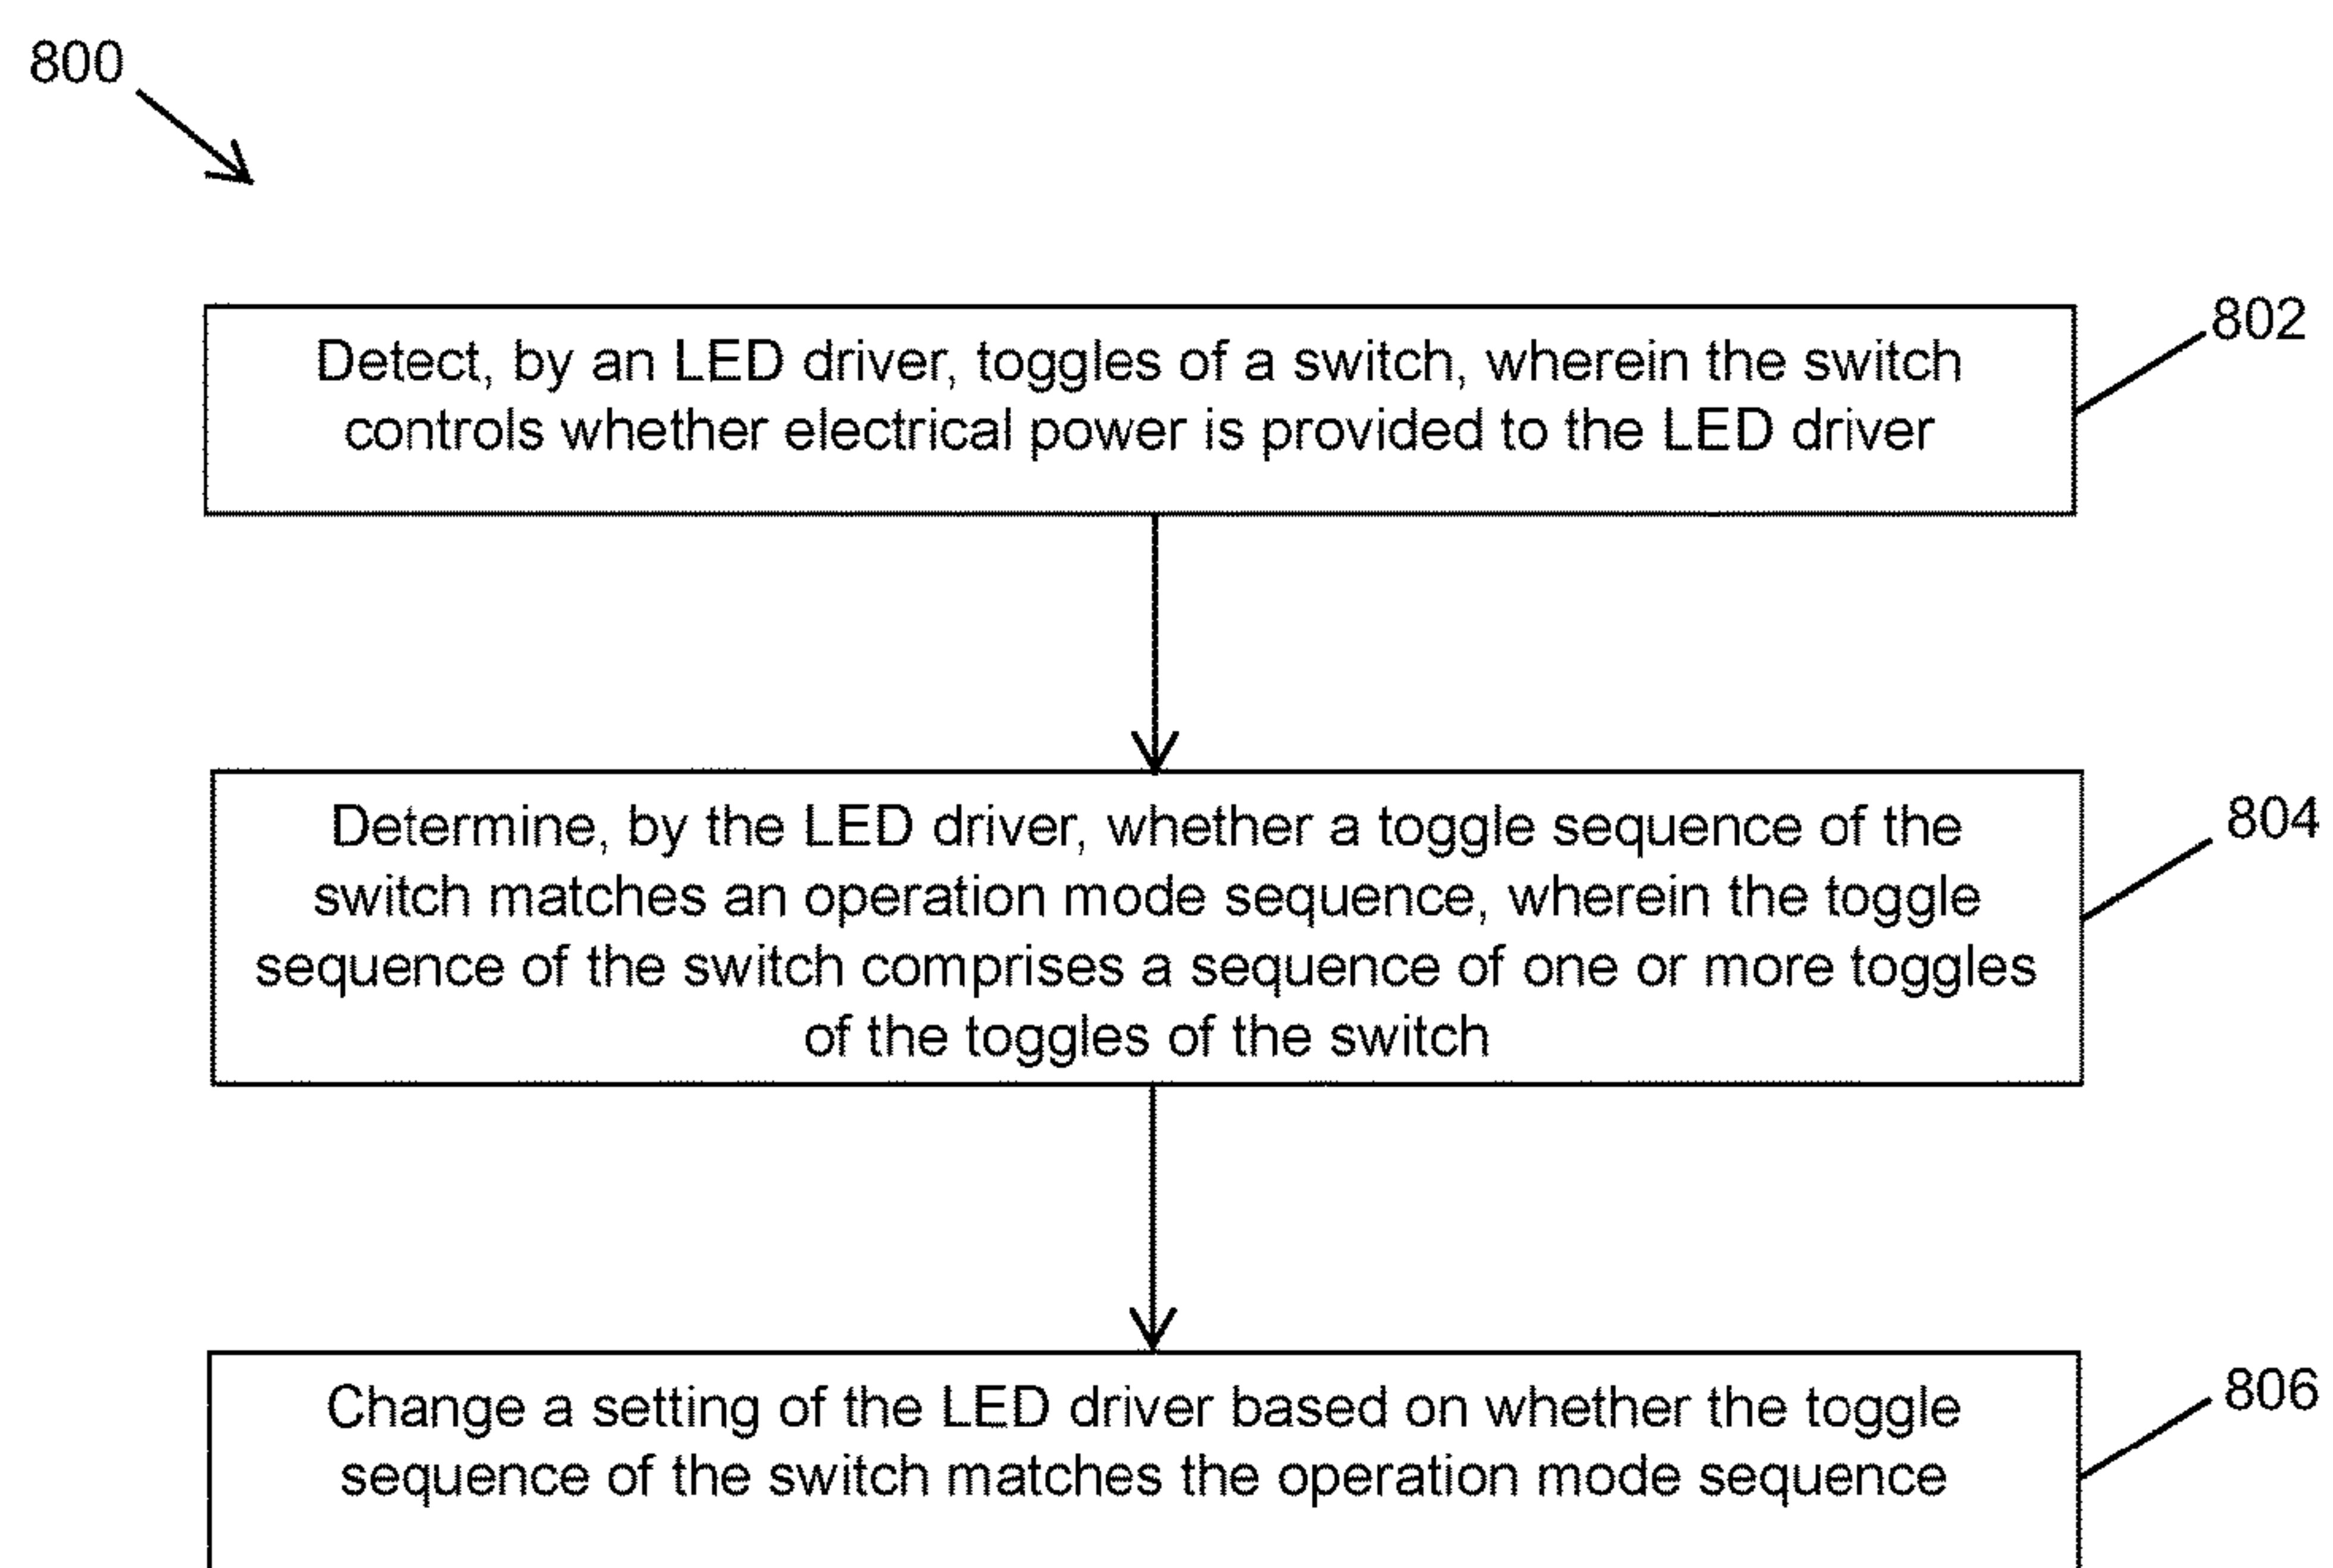 800
802
Detect, by an LED driver, toggles of a switch, wherein the switch
controls whether electrical power is provided to the LED driver
804
Determine, by the LED driver, whether a toggle sequence of the
switch matches an operation mode sequence, wherein the toggle
sequence of the switch comprises a sequence of one or more toggles
of the toggles of the switch
806
Change a setting of the LED driver based on whether the toggle
sequence of the switch matches the operation mode sequence